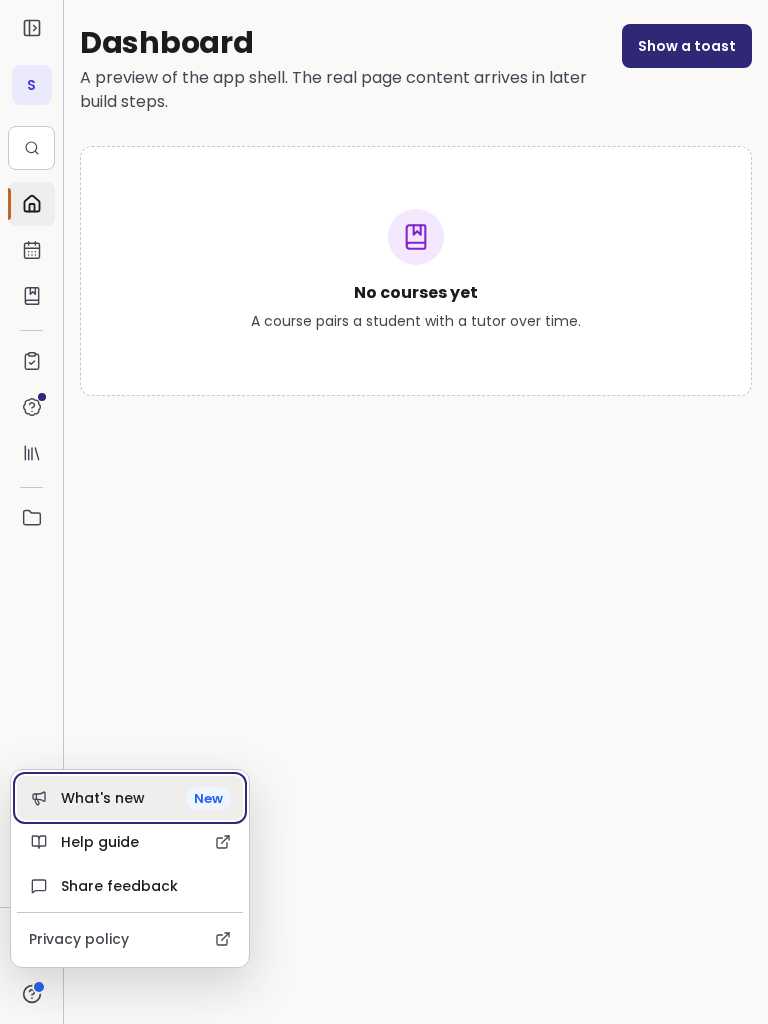 Dashboard
Show a toast
A preview of the app shell. The real page content arrives in later
build steps.
S
No courses yet
A course pairs a student with a tutor over time.
What's new
New
Help guide
Share feedback
Privacy policy